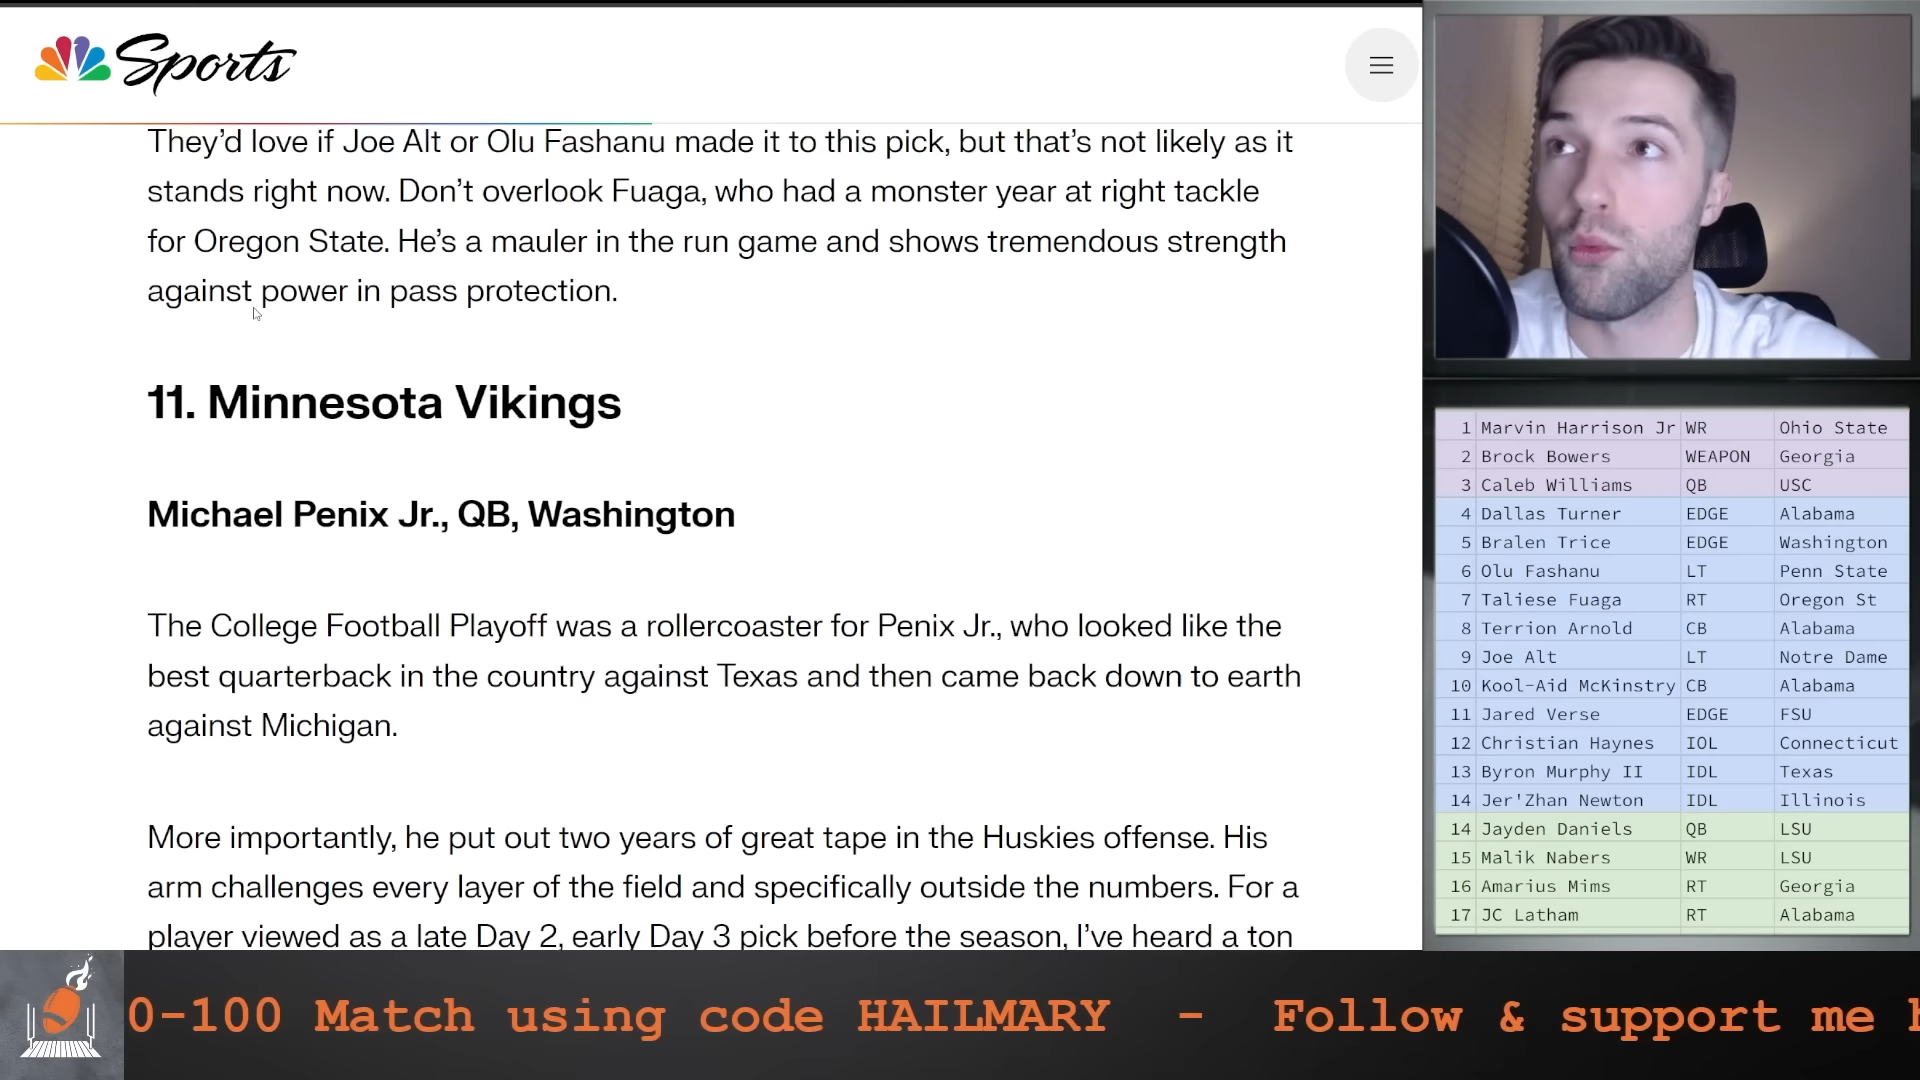 Sports
They'd love if Joe Alt or Olu Fashanu made it to this pick, but that's not likely as it
stands right now. Don't overlook Fuaga, who had a monster year at right tackle
for Oregon State. He's a mauler in the run game and shows tremendous strength
against power in pass protection.
11. Minnesota Vikings
Michael Penix Jr., QB, Washington
The College Football Playoff was a rollercoaster for Penix Jr., who looked like the
best quarterback in the country against Texas and then came back down to earth
against Michigan.
More importantly, he put out two years of great tape in the Huskies offense. His
arm challenges every layer of the field and specifically outside the numbers. For a
player viewed as a late Day 2, early Day 3 pick before the season, I've heard a ton
1 Marvin Harrison Jr WR Ohio State
2 Brock Bowers WEAPON Georgia
3 Caleb Williams QB USC
4 Dallas Turner EDGE Alabama
5 Bralen Trice EDGE Washington
6 Olu Fashanu LT Penn State
7 Taliese Fuaga RT Oregon St
8 Terrion Arnold CB Alabama
9 Joe Alt LT Notre Dame
10 Kool-Aid McKinstry CB Alabama
11 Jared Verse EDGE FSU
12 Christian Haynes IOL Connecticut
13 Byron Murphy II IDL Texas
14 Jer'Zhan Newton IDL Illinois
14 Jayden Daniels QB LSU
15 Malik Nabers WR LSU
16 Amarius Mims RT Georgia
17 JC Latham RT Alabama
0-100 Match using code HAILMARY - Follow & support me